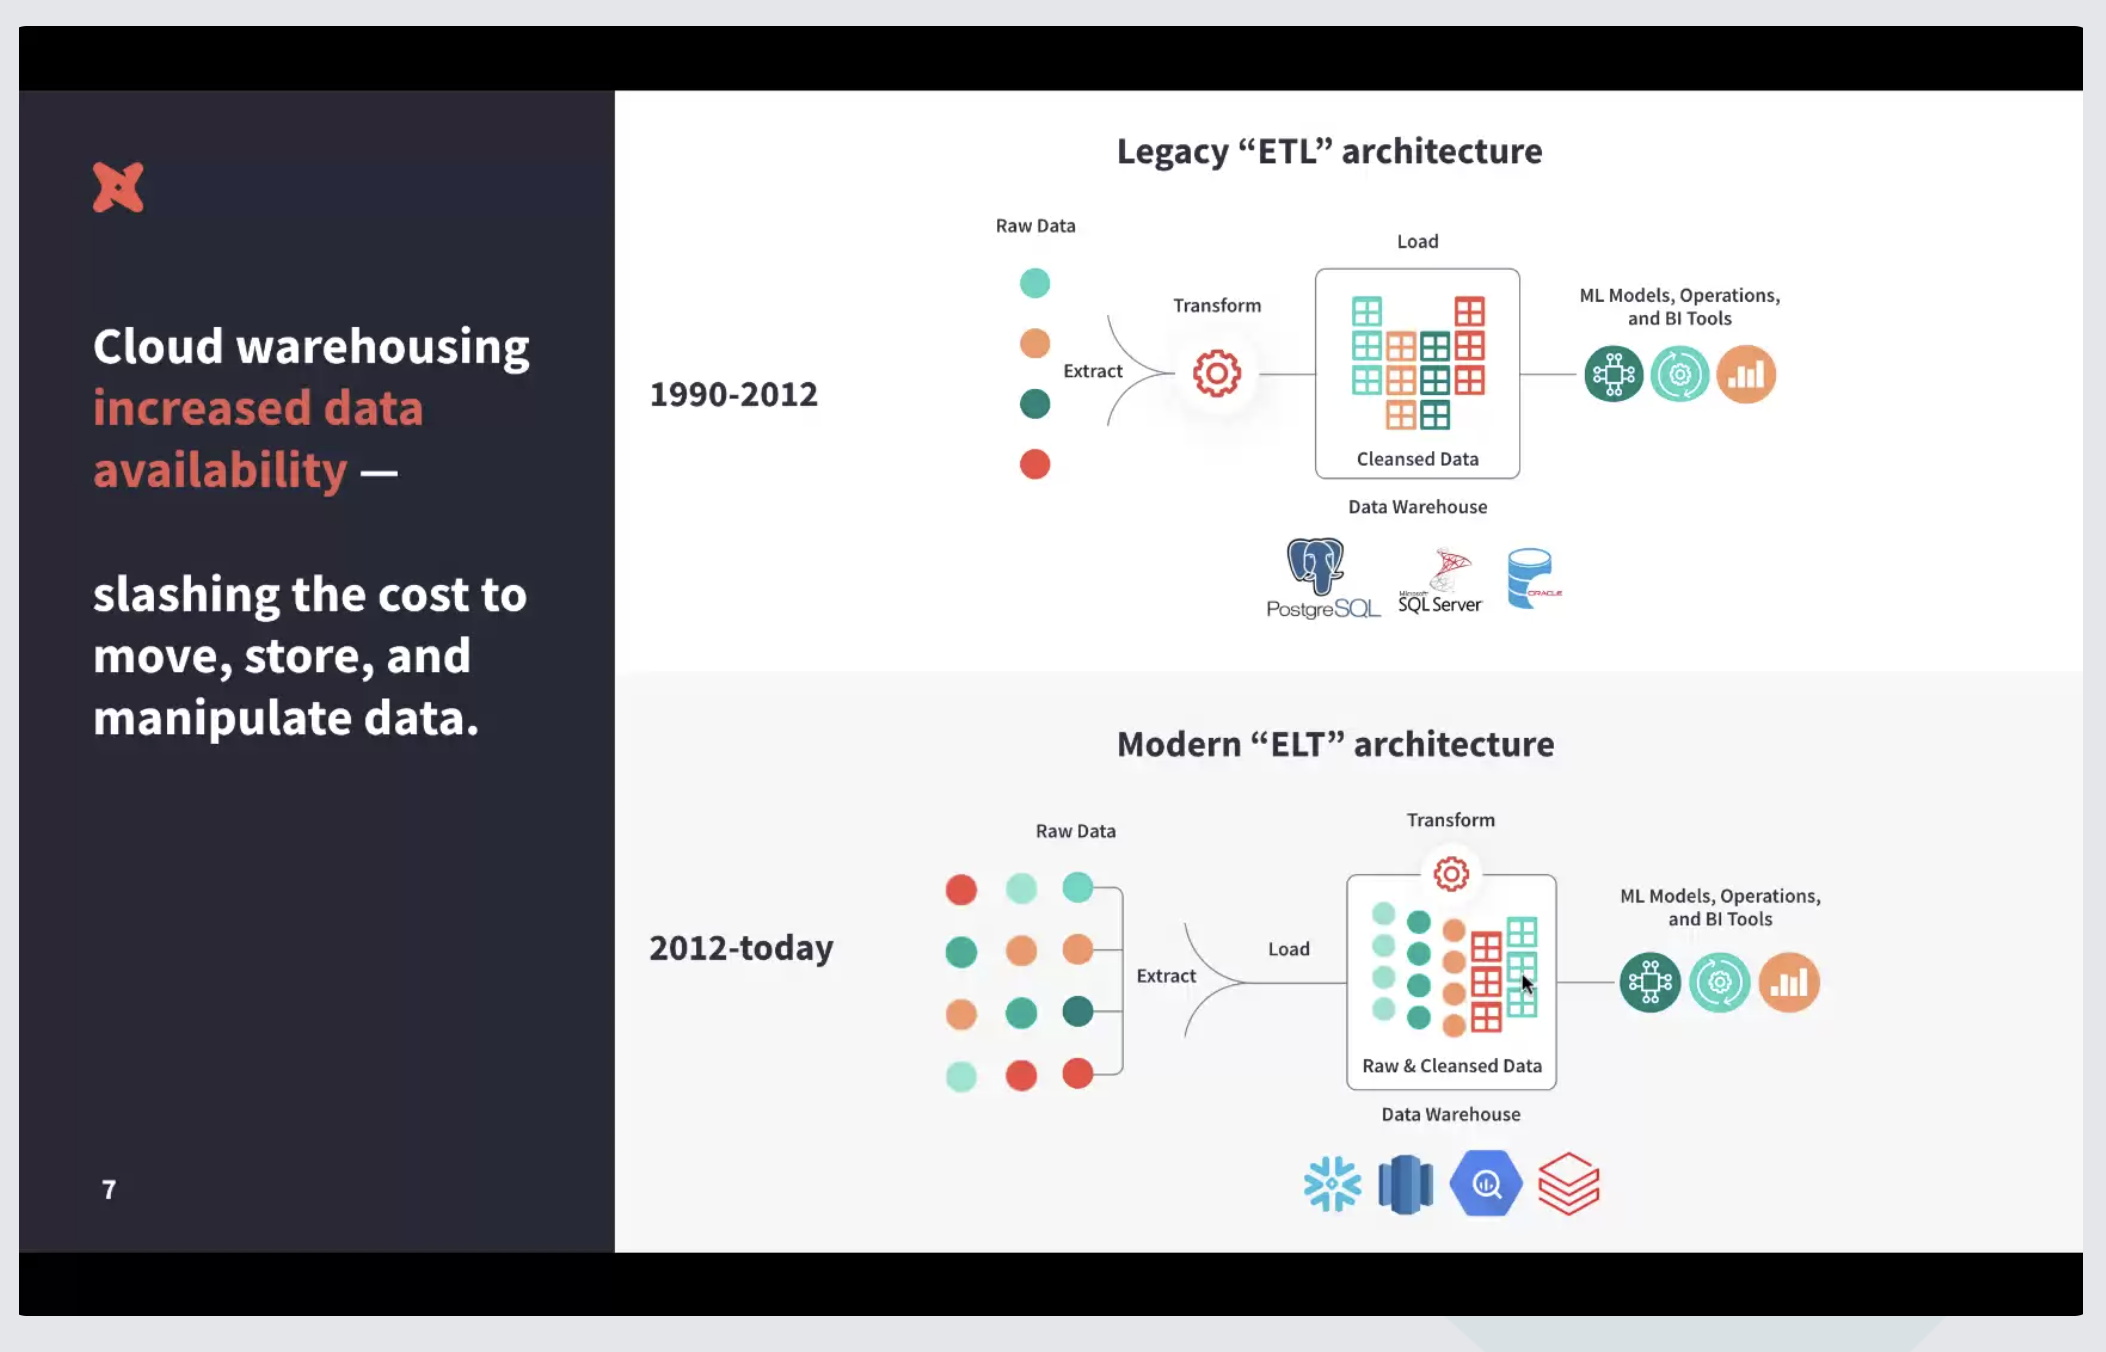 Cloud warehousing
increased data
availability —
slashing the cost to
move, store, and
manipulate data.
7
Legacy “ETL” architecture
1990-2012
Raw Data
Extract
Transform
Load
Cleansed Data
Data Warehouse
ML Models, Operations,
and BI Tools
PostgreSQL
Microsoft
SQL Server
ORACLE
Modern “ELT” architecture
2012-today
Raw Data
Extract
Load
Transform
Raw & Cleansed Data
Data Warehouse
ML Models, Operations,
and BI Tools